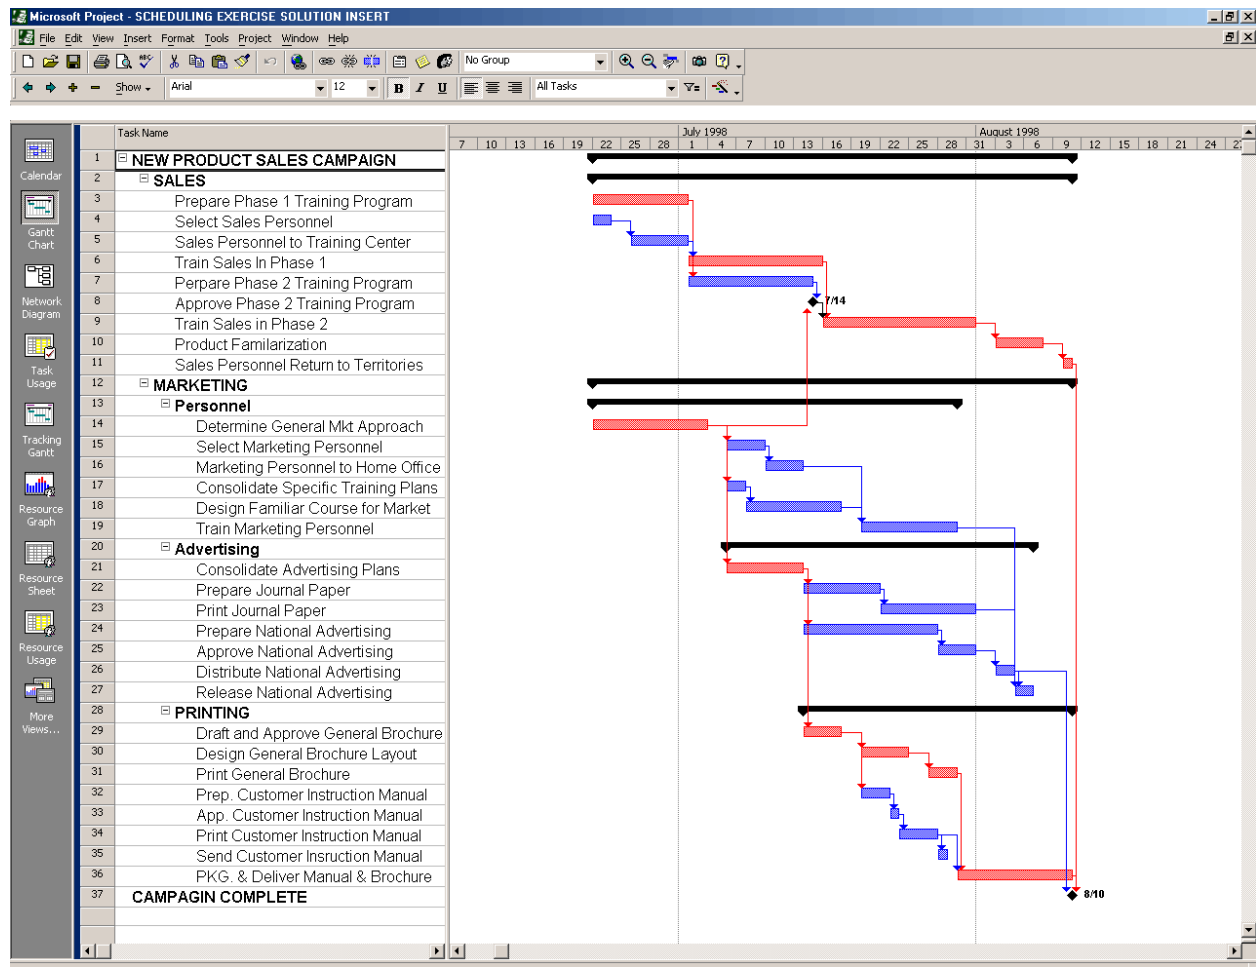 Microsoft Project - SCHEDULING EXERCISE SOLUTION INSERT
File Edit View Insert Format Tools Project Window Help
No Group
Show Arial 12 B I U All Tasks
Task Name July 1998 August 1998
7 10 13 16 19 22 25 28 1 4 7 10 13 16 19 22 25 28 31 3 6 9 12 15 18 21 24 27
Calendar
Gantt Chart
Network Diagram
Task Usage
Tracking Gantt
Resource Graph
Resource Sheet
Resource Usage
More Views...
1 NEW PRODUCT SALES CAMPAIGN
2 SALES
3 Prepare Phase 1 Training Program
4 Select Sales Personnel
5 Sales Personnel to Training Center
6 Train Sales In Phase 1
7 Perpare Phase 2 Training Program
8 Approve Phase 2 Training Program 7/14
9 Train Sales in Phase 2
10 Product Familarization
11 Sales Personnel Return to Territories
12 MARKETING
13 Personnel
14 Determine General Mkt Approach
15 Select Marketing Personnel
16 Marketing Personnel to Home Office
17 Consolidate Specific Training Plans
18 Design Familiar Course for Market
19 Train Marketing Personnel
20 Advertising
21 Consolidate Advertising Plans
22 Prepare Journal Paper
23 Print Journal Paper
24 Prepare National Advertising
25 Approve National Advertising
26 Distribute National Advertising
27 Release National Advertising
28 PRINTING
29 Draft and Approve General Brochure
30 Design General Brochure Layout
31 Print General Brochure
32 Prep. Customer Instruction Manual
33 App. Customer Instruction Manual
34 Print Customer Instruction Manual
35 Send Customer Insruction Manual
36 PKG. & Deliver Manual & Brochure
37 CAMPAGIN COMPLETE 8/10